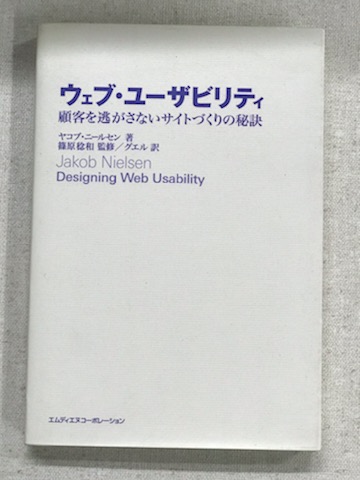 ウェブ・ユーザビリティ
顧客を逃がさないサイトづくりの秘訣
ヤコブ・ニールセン 著
篠原稔和 監修／グエル 訳
Jakob Nielsen
Designing Web Usability
エムディエヌコーポレーション